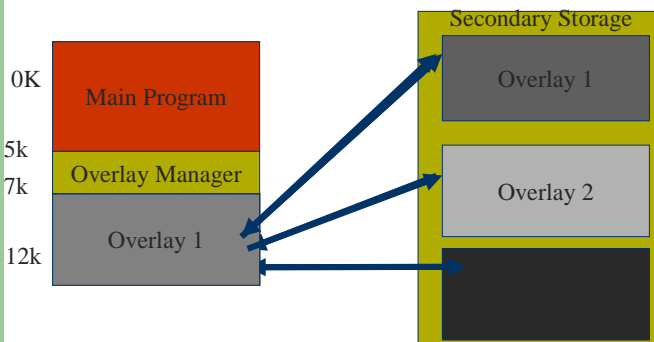 Secondary Storage
0K
Main Program
Overlay 1
5k
Overlay Manager
7k
Overlay 2
Overlay 1
12k